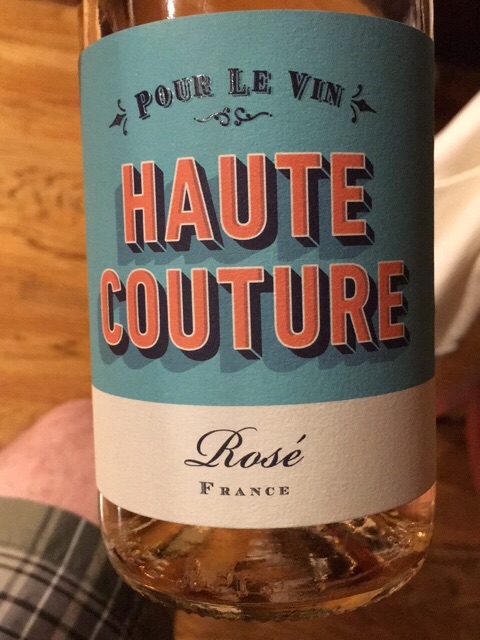 POUR LE VIN
HAUTE
COUTURE
Rosé
FRANCE